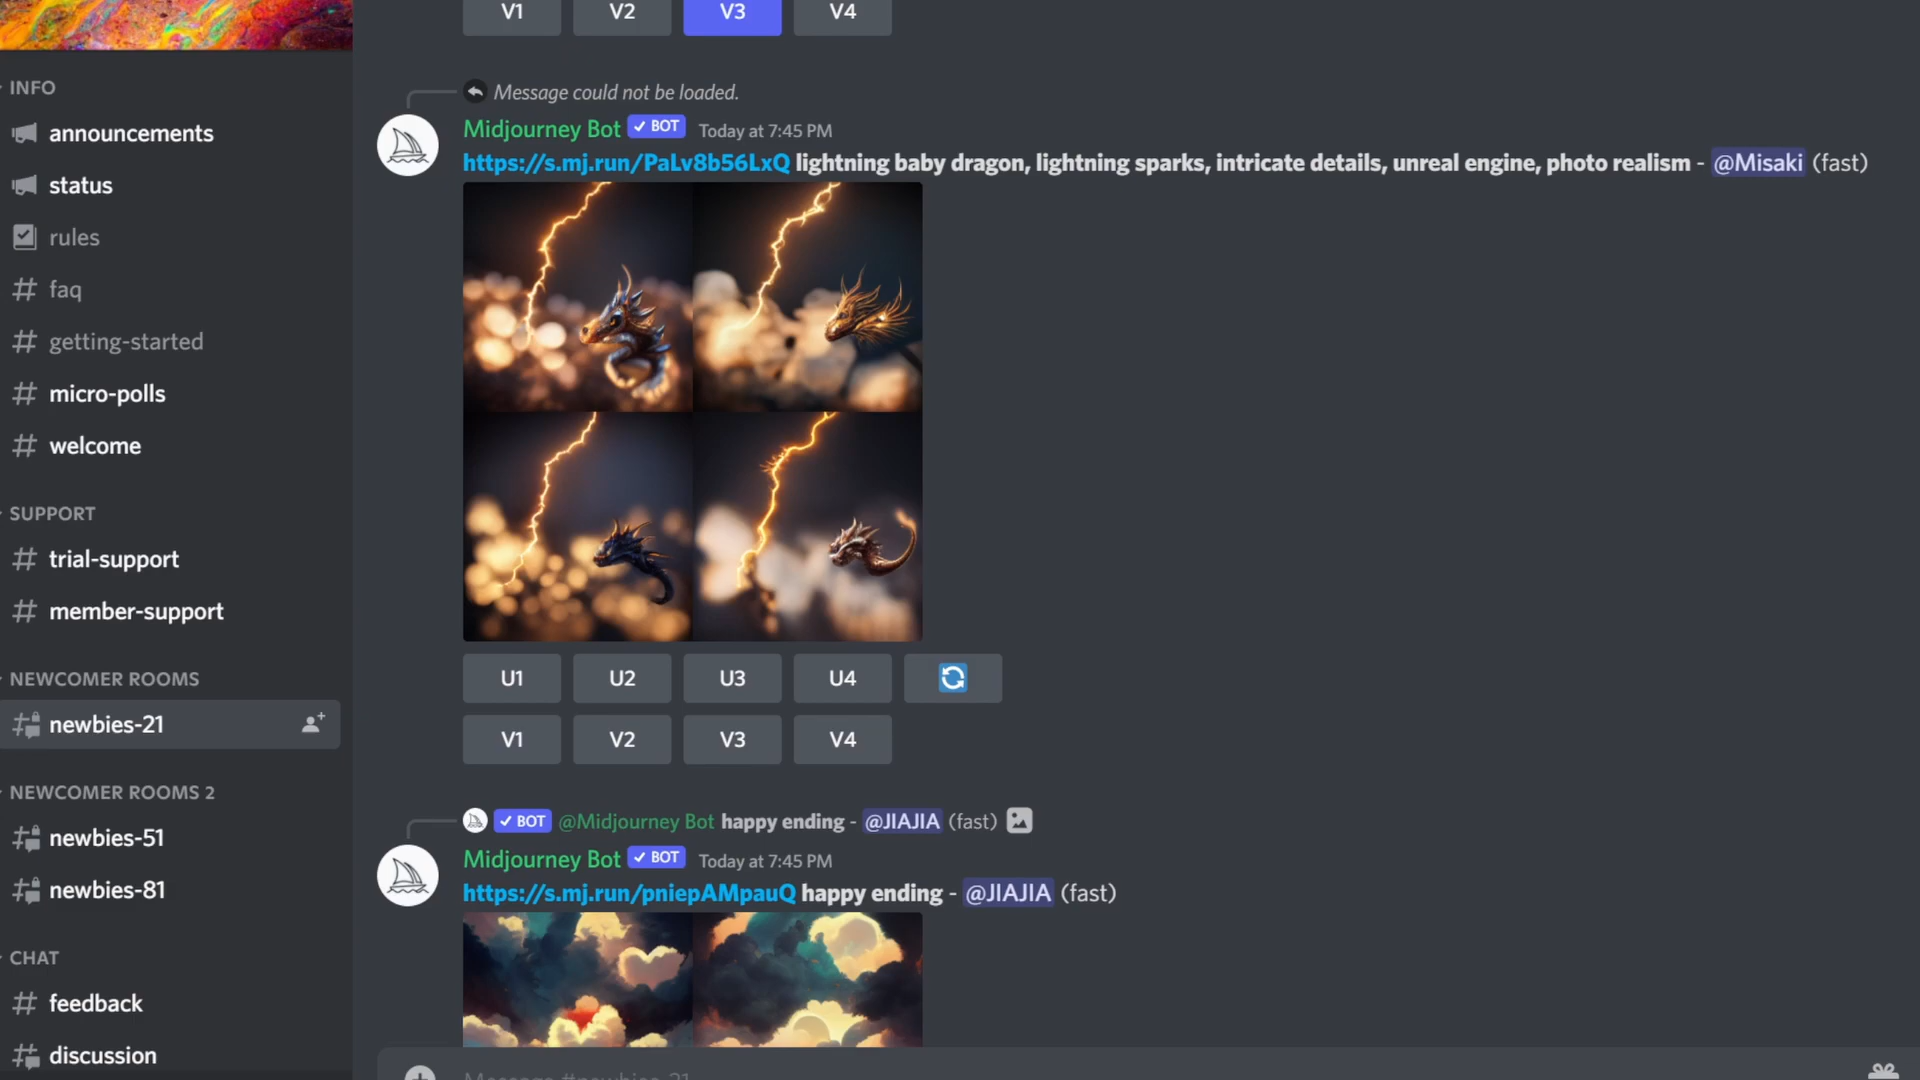 V1 V2 V3 V4
INFO
announcements
status
rules
faq
getting-started
micro-polls
welcome
SUPPORT
trial-support
member-support
NEWCOMER ROOMS
newbies-21
NEWCOMER ROOMS 2
newbies-51
newbies-81
CHAT
feedback
discussion
Message could not be loaded.
Midjourney Bot BOT Today at 7:45 PM
https://s.mj.run/PaLv8b56LxQ lightning baby dragon, lightning sparks, intricate details, unreal engine, photo realism - @Misaki (fast)
U1 U2 U3 U4
V1 V2 V3 V4
BOT @Midjourney Bot happy ending - @JIAJIA (fast)
Midjourney Bot BOT Today at 7:45 PM
https://s.mj.run/pniepAMpauQ happy ending - @JIAJIA (fast)
Message #newbies-21